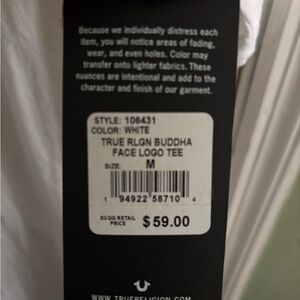 Because we individually distress each
item, you will notice areas of fading,
wear, and even holes. Color may
transfer onto lighter fabrics. These
nuances are intentional and add to the
character and finish of our garment.
STYLE: 106431
COLOR: WHITE
TRUE RLGN BUDDHA
FACE LOGO TEE
SIZE: M
1 94922 58710 4
SUGG RETAIL
PRICE $59.00
WWW.TRUERELIGION.COM